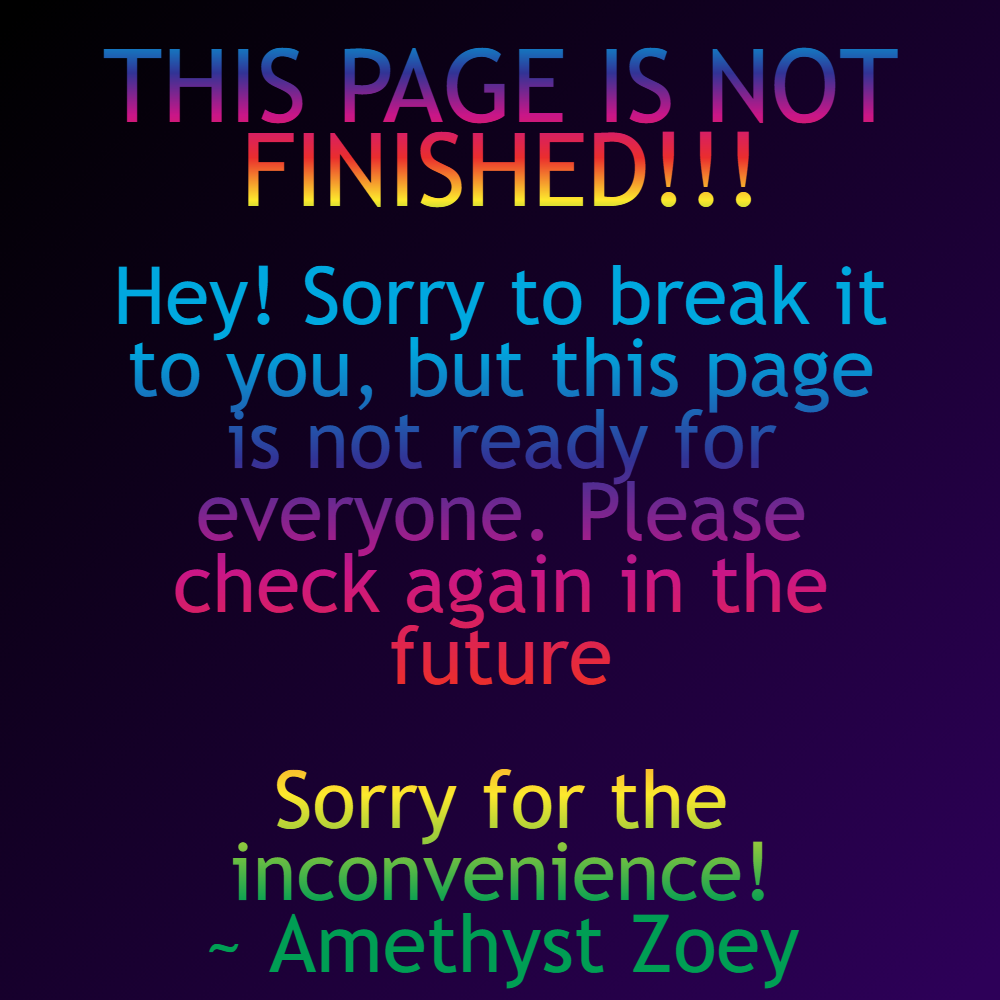 THIS PAGE IS NOT
FINISHED!!!
Hey! Sorry to break it
to you, but this page
is not ready for
everyone. Please
check again in the
future
Sorry for the
inconvenience!
~ Amethyst Zoey